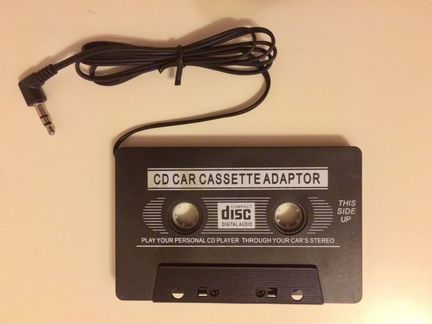 CD CAR CASSETTE ADAPTOR
COMPACT
disc
DIGITAL AUDIO
THIS
SIDE
UP
PLAY YOUR PERSONAL CD PLAYER THROUGH YOUR CAR'S STEREO